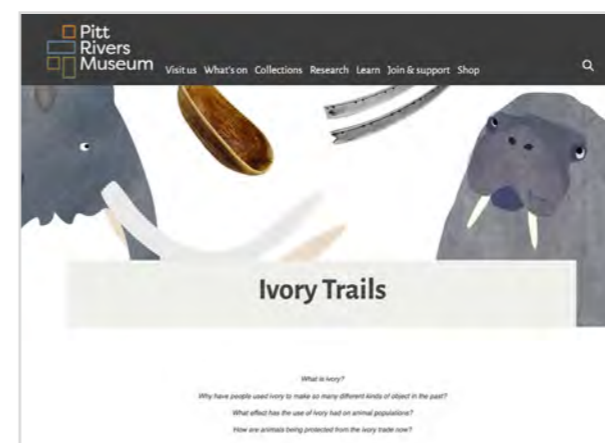 Pitt
Rivers
Museum
Visit us What's on Collections Research Learn Join & support Shop
Ivory Trails
What is ivory?
Why have people used ivory to make so many different kinds of object in the past?
What effect has the use of ivory had on animal populations?
How are animals being protected from the ivory trade now?